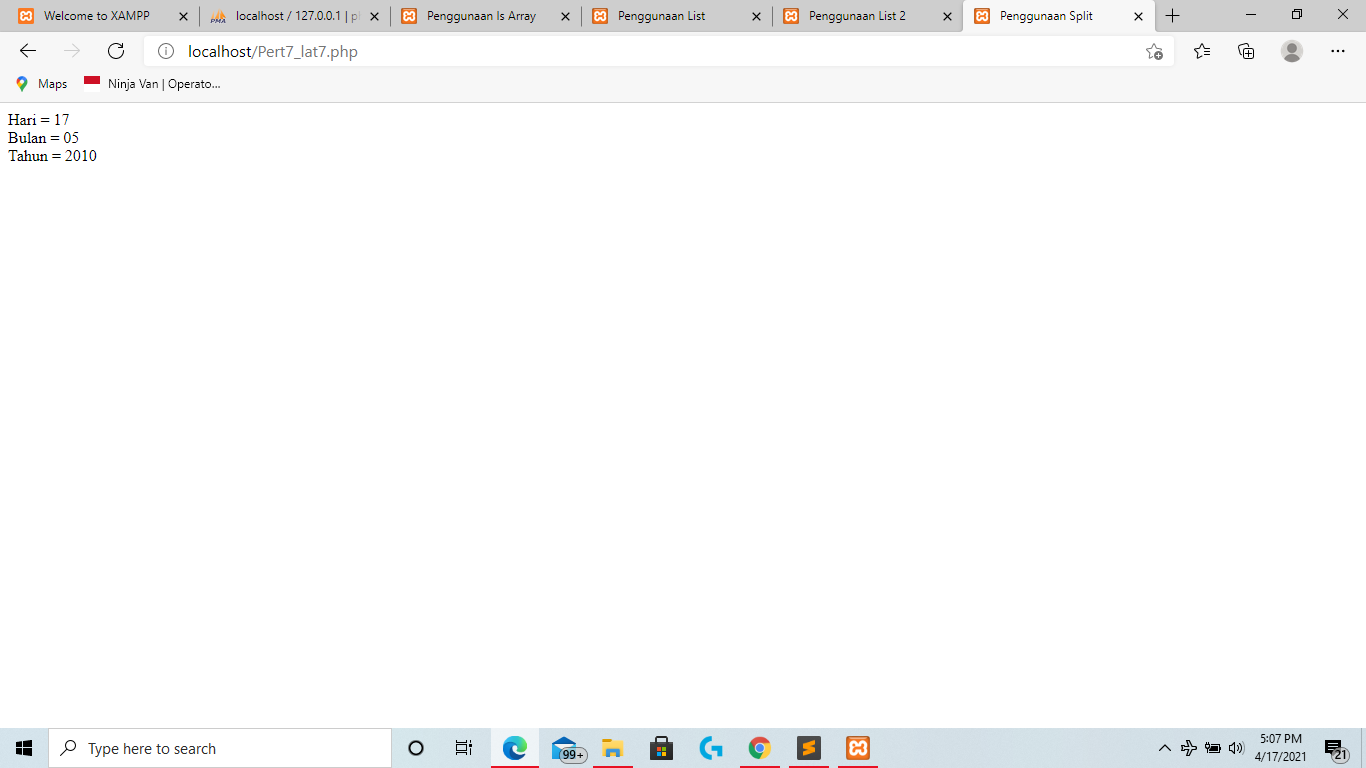 Welcome to XAMPP
localhost / 127.0.0.1 | pl
Penggunaan Is Array
Penggunaan List
Penggunaan List 2
Penggunaan Split
localhost/Pert7_lat7.php
Maps
Ninja Van | Operato...
Hari = 17
Bulan = 05
Tahun = 2010
Type here to search
99+
5:07 PM
4/17/2021
21